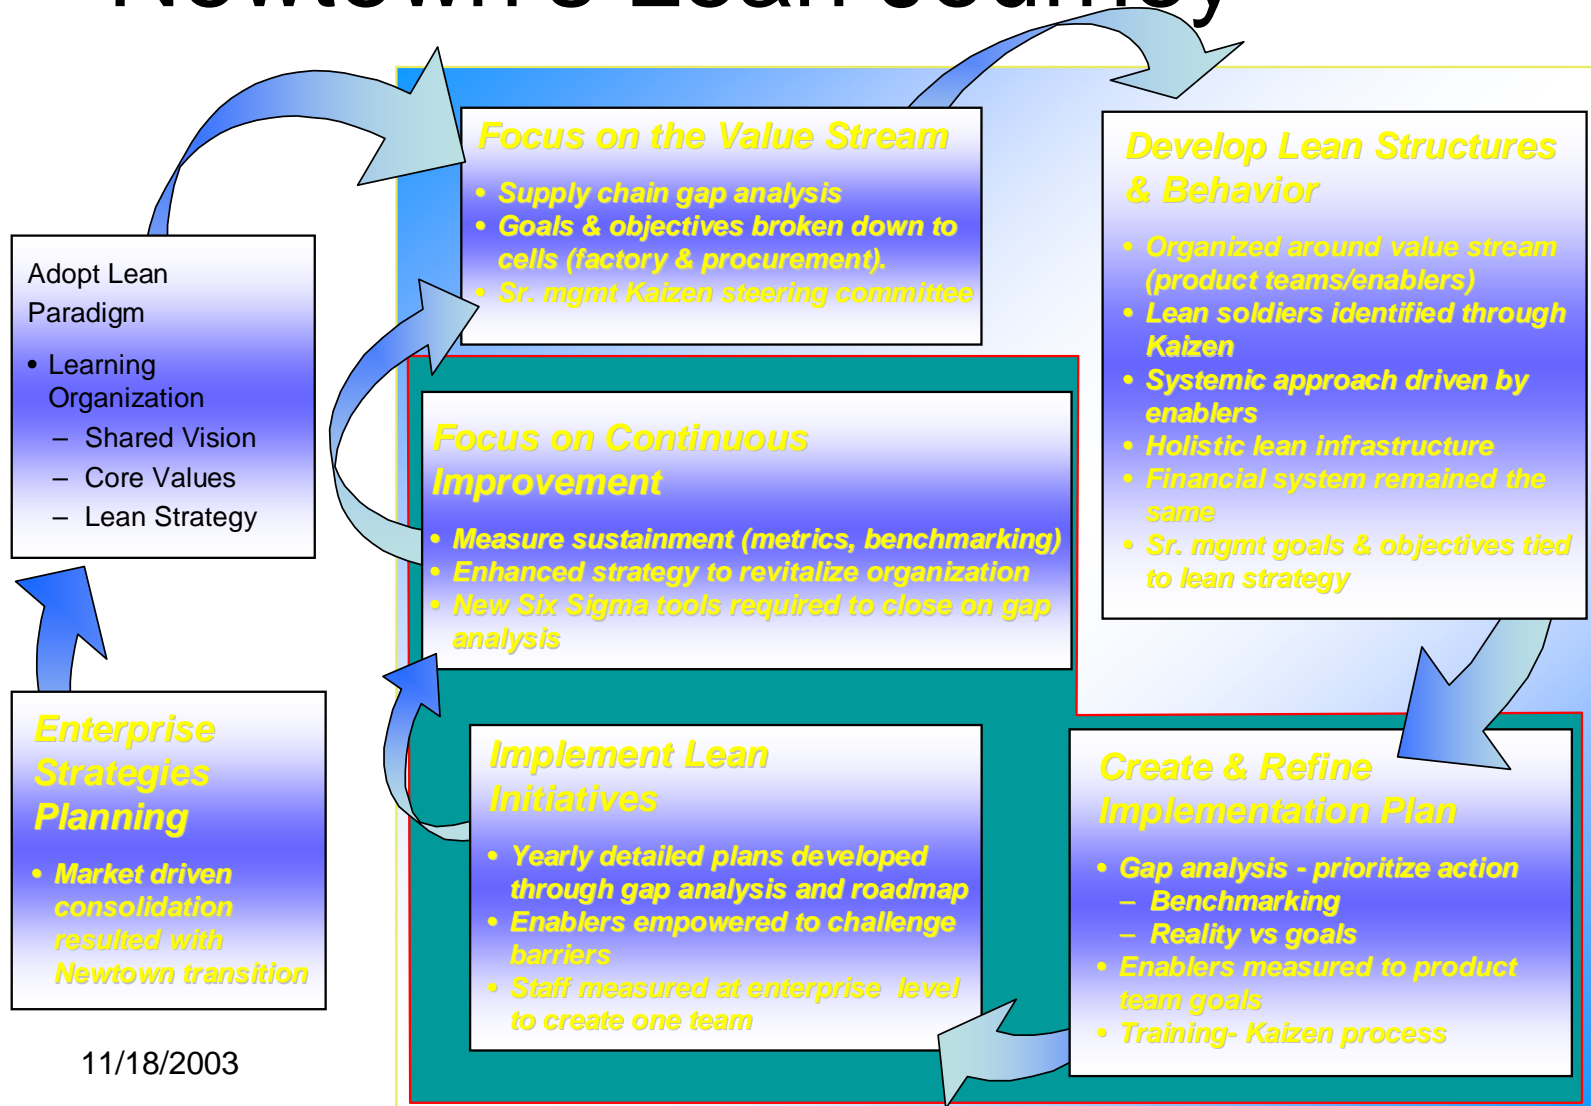 Newtown's Lean Journey
Focus on the Value Stream
• Supply chain gap analysis
• Goals & objectives broken down to
cells (factory & procurement).
• Sr. mgmt Kaizen steering committee
Develop Lean Structures
& Behavior
• Organized around value stream
(product teams/enablers)
• Lean soldiers identified through
Kaizen
• Systemic approach driven by
enablers
• Holistic lean infrastructure
• Financial system remained the
same
• Sr. mgmt goals & objectives tied
to lean strategy
Adopt Lean
Paradigm
• Learning
Organization
– Shared Vision
– Core Values
– Lean Strategy
Focus on Continuous
Improvement
• Measure sustainment (metrics, benchmarking)
• Enhanced strategy to revitalize organization
• New Six Sigma tools required to close on gap
analysis
Enterprise
Strategies
Planning
• Market driven
consolidation
resulted with
Newtown transition
Implement Lean
Initiatives
• Yearly detailed plans developed
through gap analysis and roadmap
• Enablers empowered to challenge
barriers
• Staff measured at enterprise level
to create one team
Create & Refine
Implementation Plan
• Gap analysis - prioritize action
– Benchmarking
– Reality vs goals
• Enablers measured to product
team goals
• Training- Kaizen process
11/18/2003